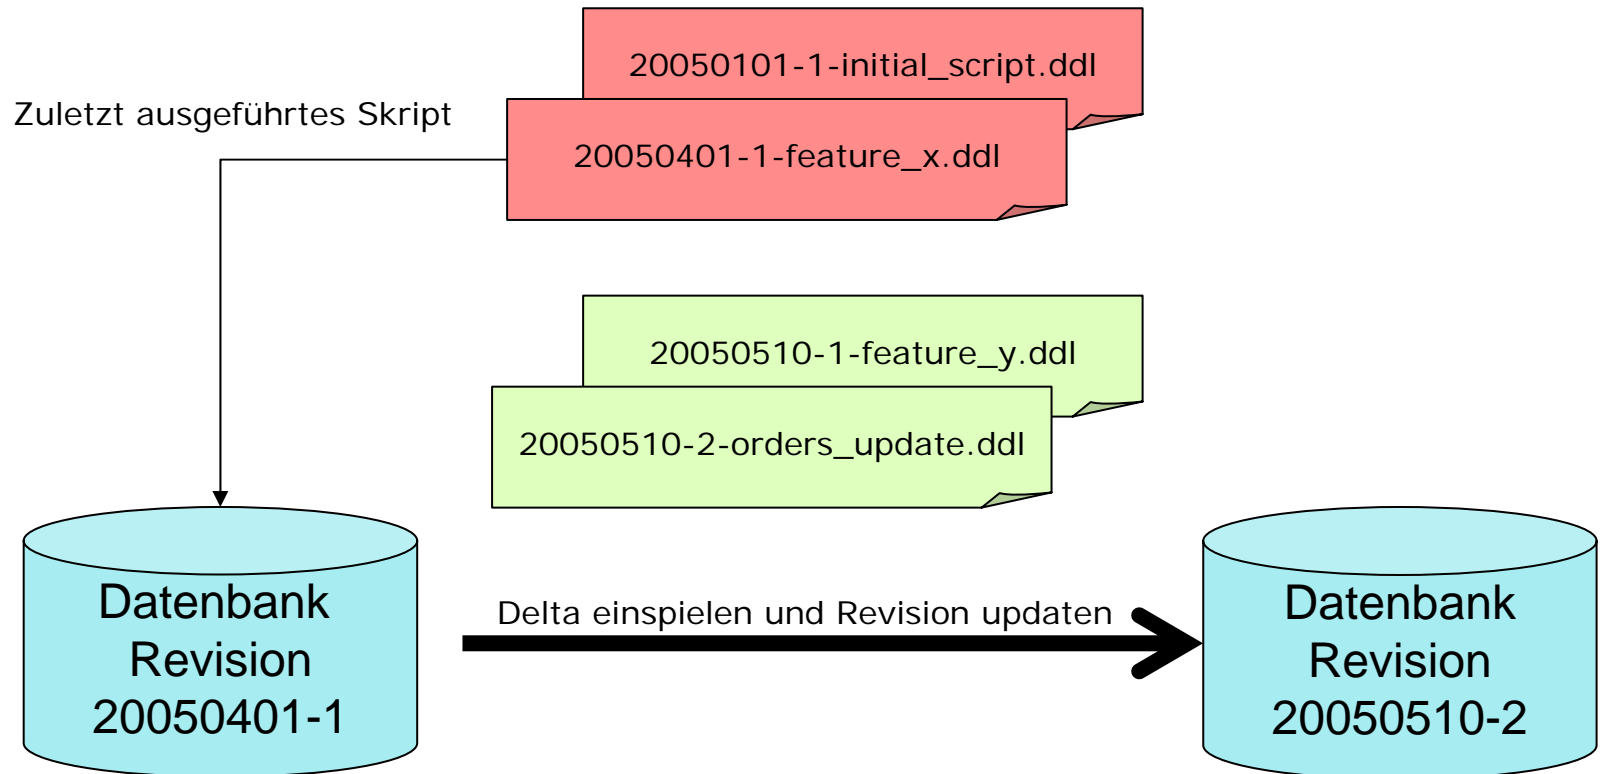 20050101-1-initial_script.ddl
Zuletzt ausgeführtes Skript
20050401-1-feature_x.ddl
20050510-1-feature_y.ddl
20050510-2-orders_update.ddl
Datenbank
Revision
20050401-1
Delta einspielen und Revision updaten
Datenbank
Revision
20050510-2